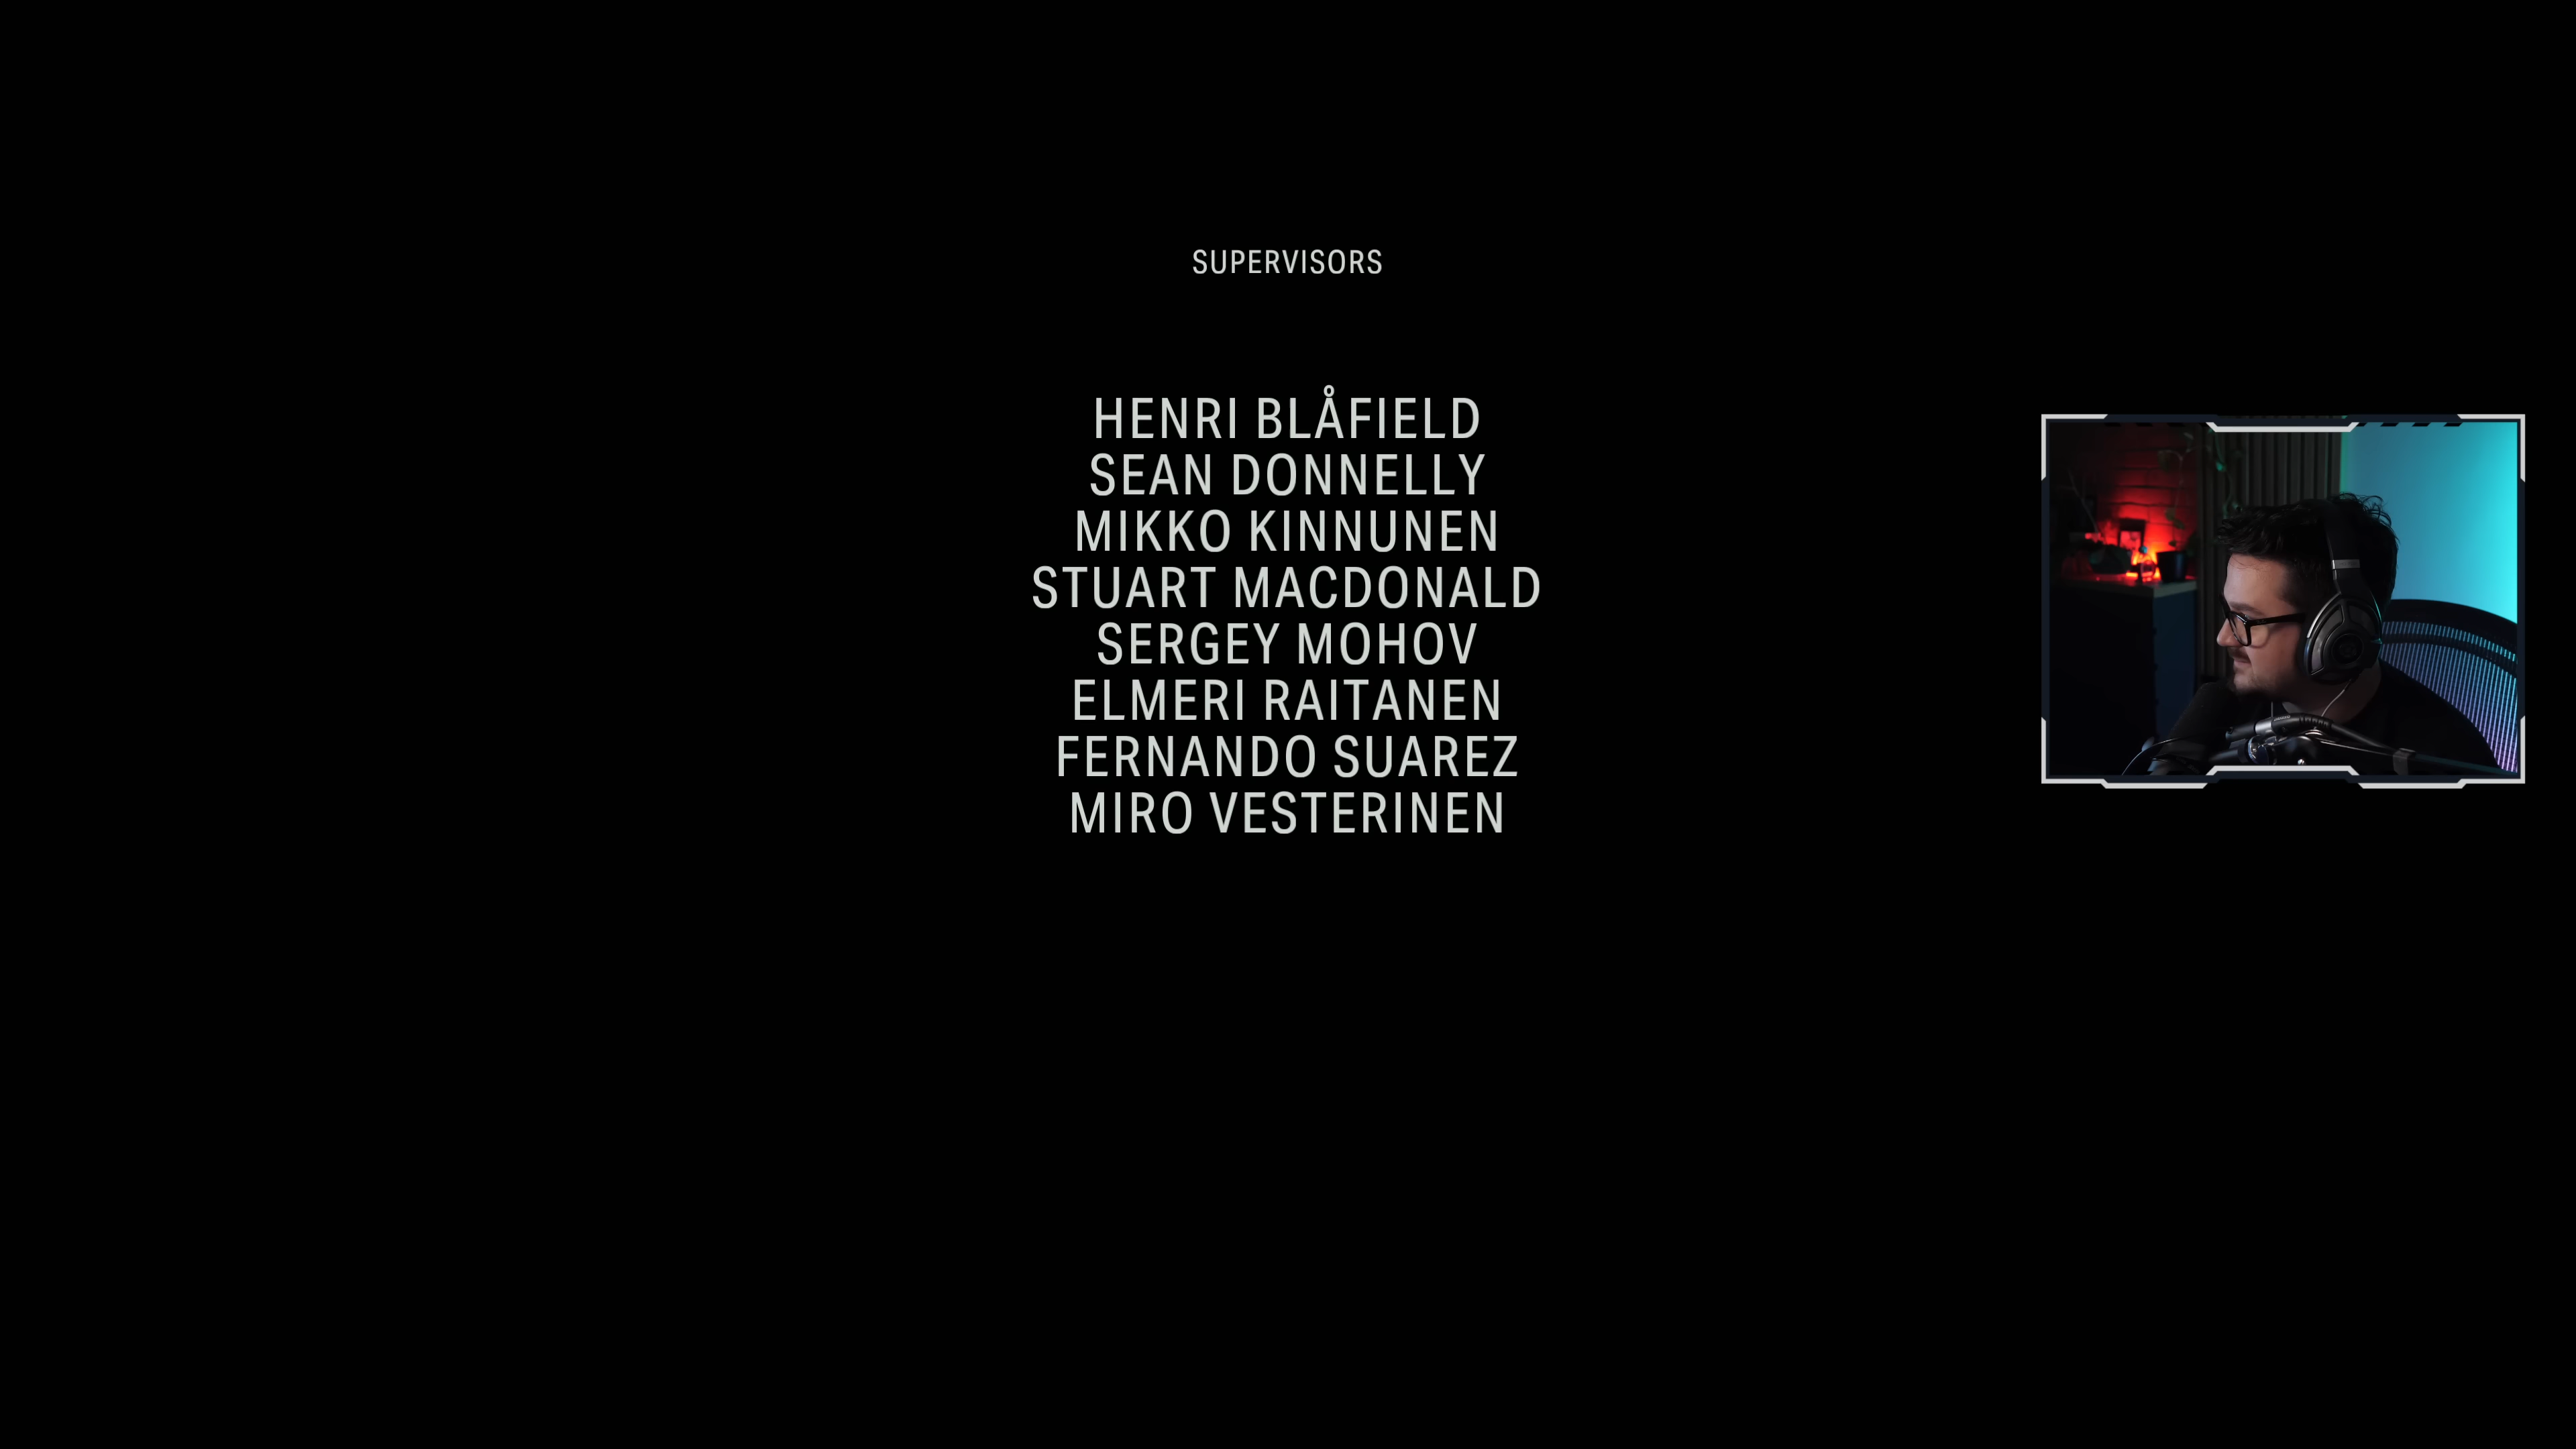 SUPERVISORS
HENRI BLÅFIELD
SEAN DONNELLY
MIKKO KINNUNEN
STUART MACDONALD
SERGEY MOHOV
ELMERI RAITANEN
FERNANDO SUAREZ
MIRO VESTERINEN